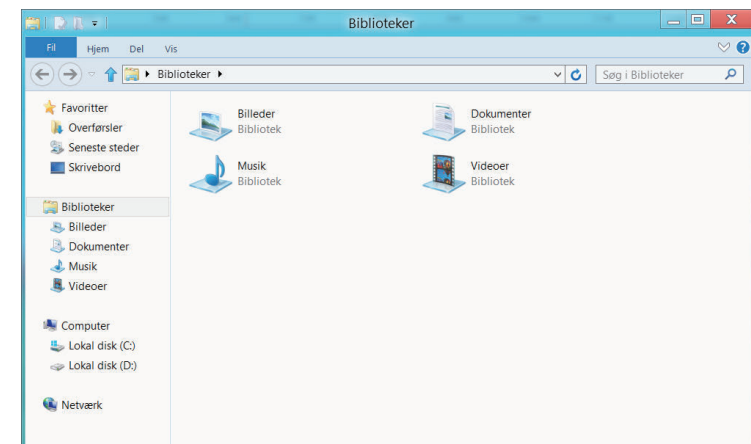 Biblioteker
Fil Hjem Del Vis
Biblioteker
Søg i Biblioteker
Favoritter
Overførsler
Seneste steder
Skrivebord
Biblioteker
Billeder
Dokumenter
Musik
Videoer
Computer
Lokal disk (C:)
Lokal disk (D:)
Netværk
Billeder
Bibliotek
Dokumenter
Bibliotek
Musik
Bibliotek
Videoer
Bibliotek